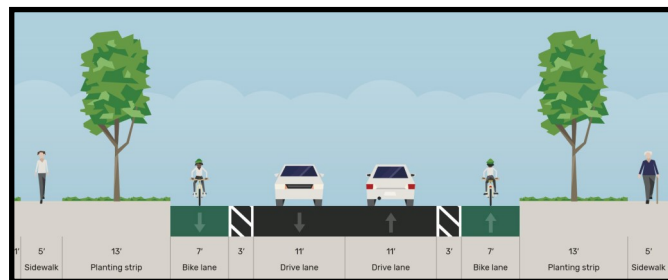 1' 5' 13' 7' 3' 11' 11' 3' 7' 13' 5'
Sidewalk Planting strip Bike lane Drive lane Drive lane Bike lane Planting strip Sidewalk